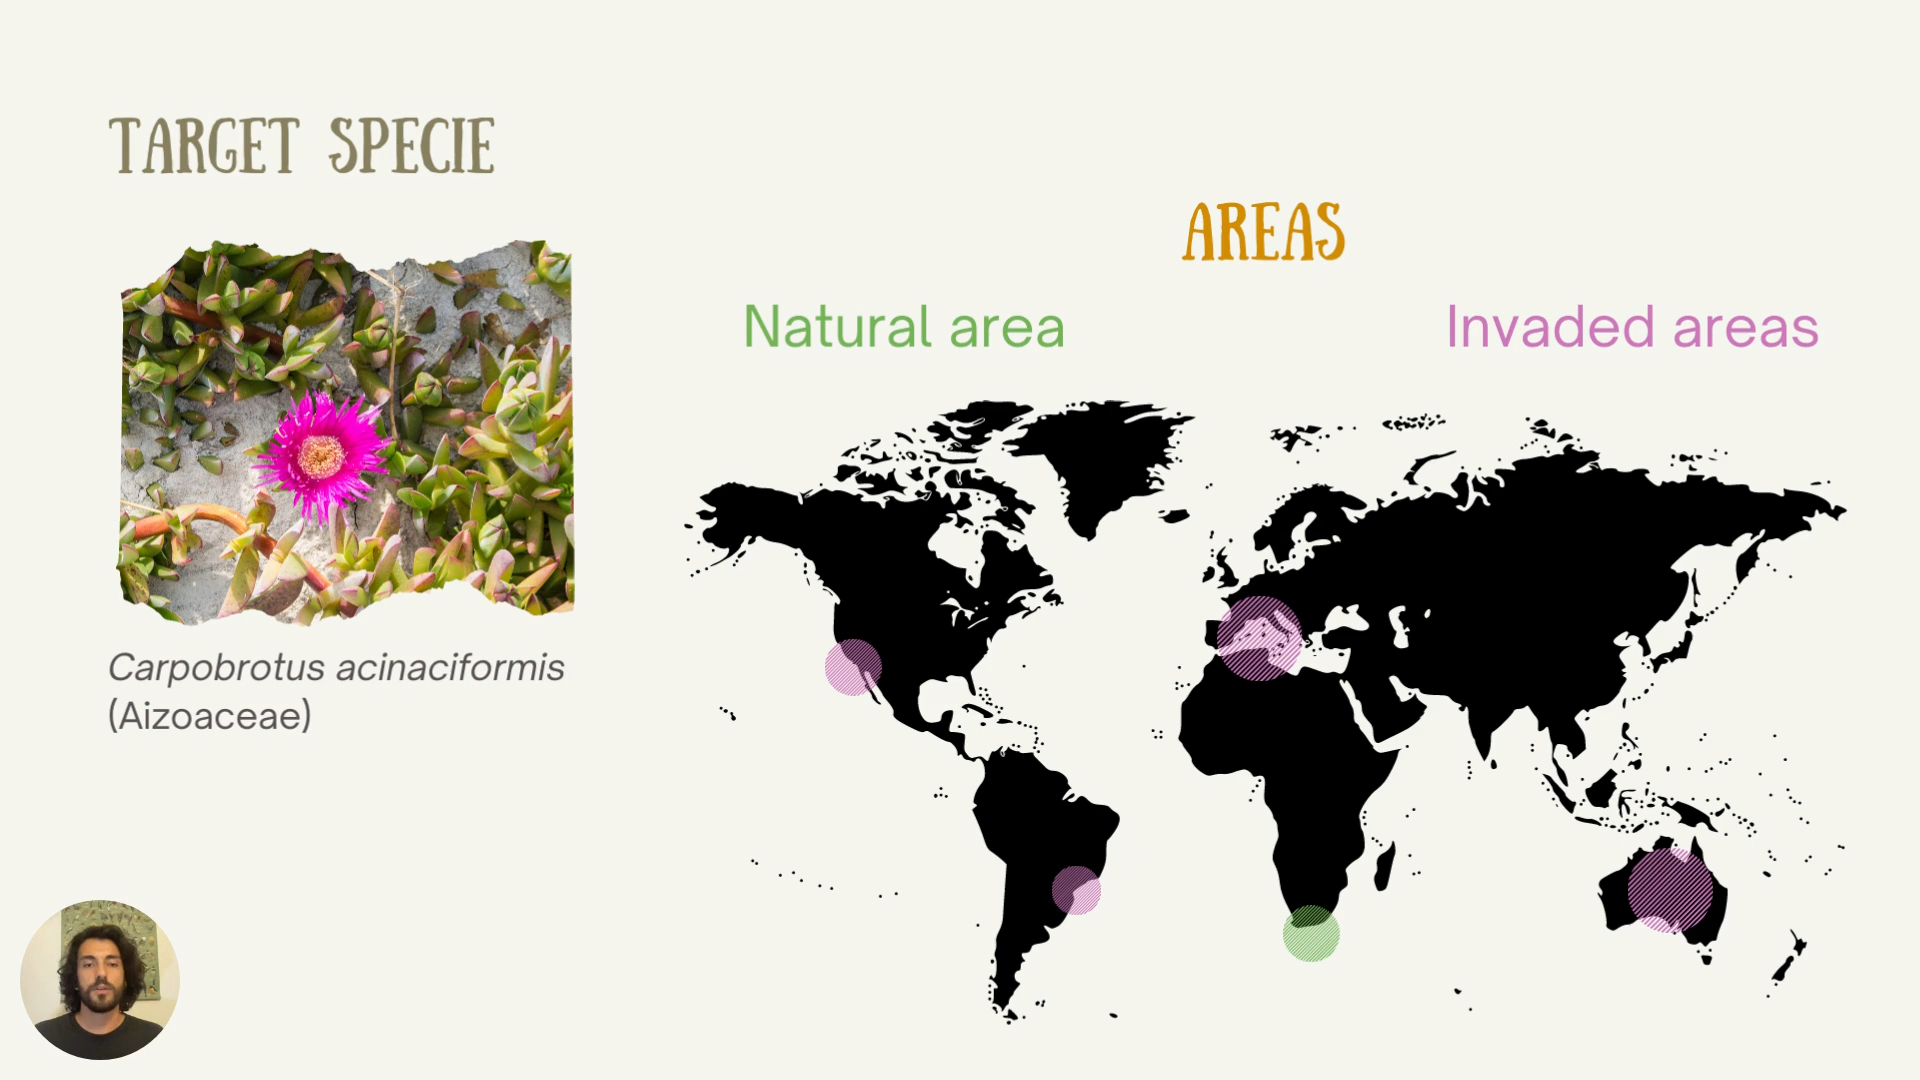 TARGET SPECIE
AREAS
Natural area
Invaded areas
Carpobrotus acinaciformis
(Aizoaceae)